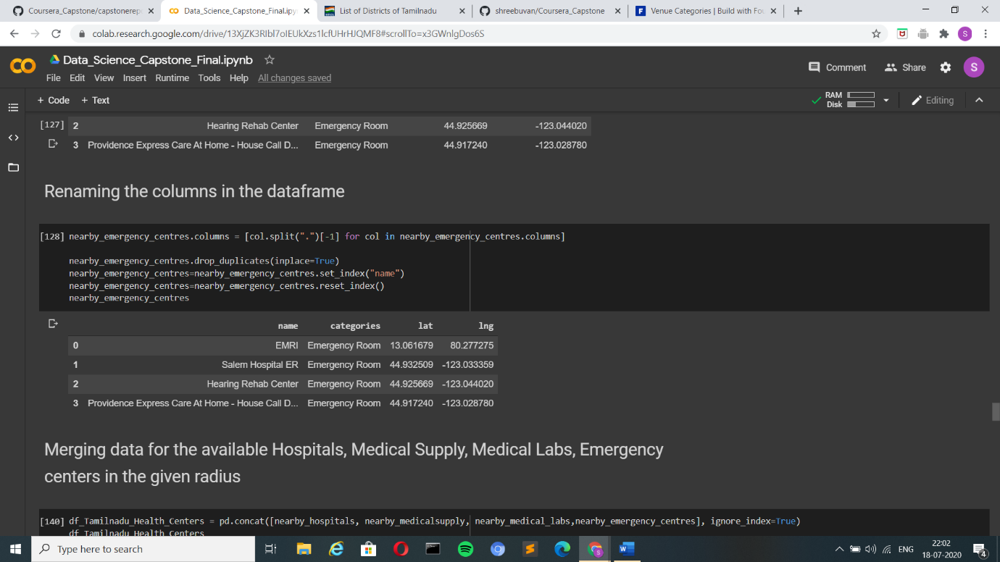 Coursera_Capstone/capstonerep
Data_Science_Capstone_Final.ipy
List of Districts of Tamilnadu
shreebuvan/Coursera_Capstone
Venue Categories | Build with Fou
colab.research.google.com/drive/13XjZK3RIbl7oIEUkXzs1lcfUHrHJQMF8#scrollTo=x3GWnlgDos6S
S
CO Data_Science_Capstone_Final.ipynb
File Edit View Insert Runtime Tools Help All changes saved
Comment Share S
+ Code + Text
RAM
Disk
Editing
[127] 2 Hearing Rehab Center Emergency Room 44.925669 -123.044020
3 Providence Express Care At Home - House Call D... Emergency Room 44.917240 -123.028780
Renaming the columns in the dataframe
[128] nearby_emergency_centres.columns = [col.split(".")[-1] for col in nearby_emergency_centres.columns]
nearby_emergency_centres.drop_duplicates(inplace=True)
nearby_emergency_centres=nearby_emergency_centres.set_index("name")
nearby_emergency_centres=nearby_emergency_centres.reset_index()
nearby_emergency_centres
name categories lat lng
0 EMRI Emergency Room 13.061679 80.277275
1 Salem Hospital ER Emergency Room 44.932509 -123.033359
2 Hearing Rehab Center Emergency Room 44.925669 -123.044020
3 Providence Express Care At Home - House Call D... Emergency Room 44.917240 -123.028780
Merging data for the available Hospitals, Medical Supply, Medical Labs, Emergency
centers in the given radius
[140] df_Tamilnadu_Health_Centers = pd.concat([nearby_hospitals, nearby_medicalsupply, nearby_medical_labs,nearby_emergency_centres], ignore_index=True)
df_Tamilnadu_Health_Centers
Type here to search
ENG
22:02
18-07-2020
4